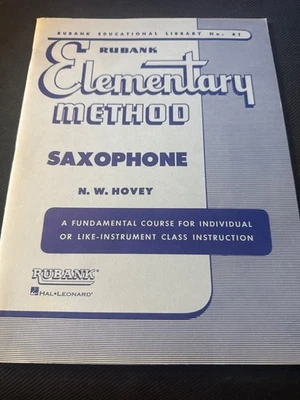 RUBANK EDUCATIONAL LIBRARY No. 41
RUBANK
Elementary
METHOD
SAXOPHONE
N. W. HOVEY
A FUNDAMENTAL COURSE FOR INDIVIDUAL
OR LIKE-INSTRUMENT CLASS INSTRUCTION
RUBANK®
HAL•LEONARD®